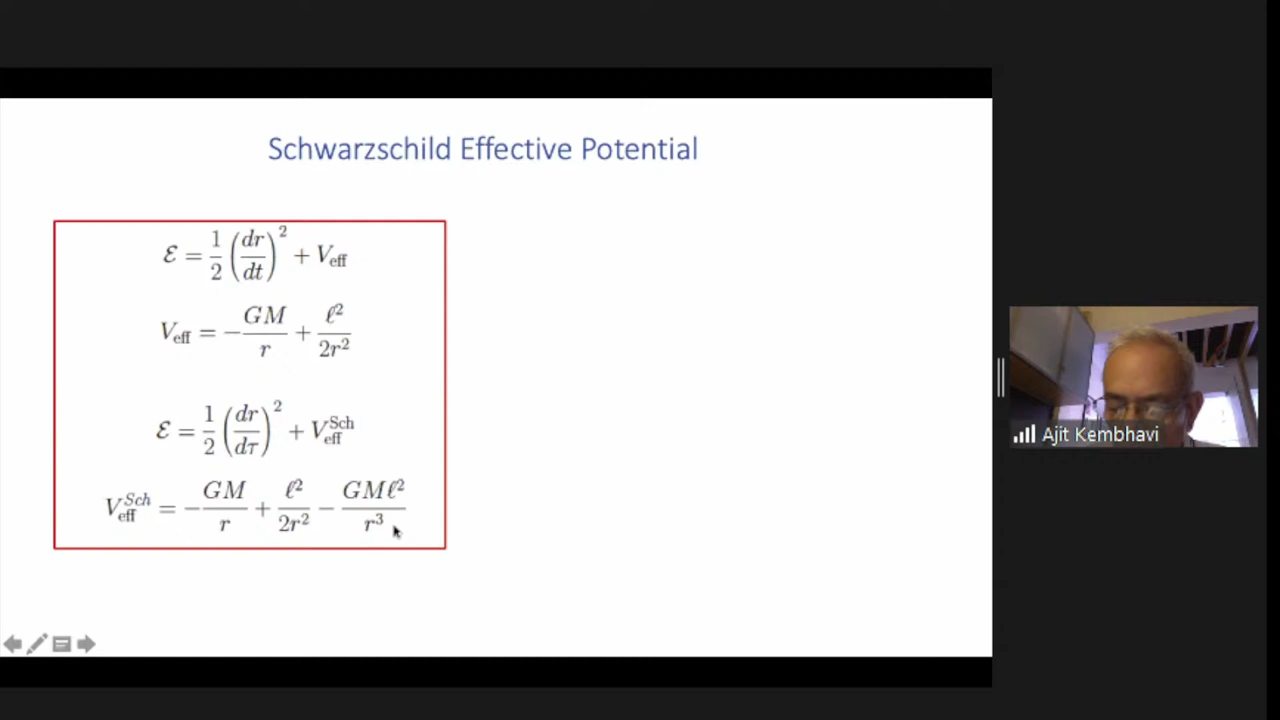 Schwarzschild Effective Potential
ℰ = 1/2 (dr/dt)² + V_eff
V_eff = −GM/r + ℓ²/2r²
ℰ = 1/2 (dr/dτ)² + V_eff^Sch
V_eff^Sch = −GM/r + ℓ²/2r² − GMℓ²/r³
Ajit Kembhavi